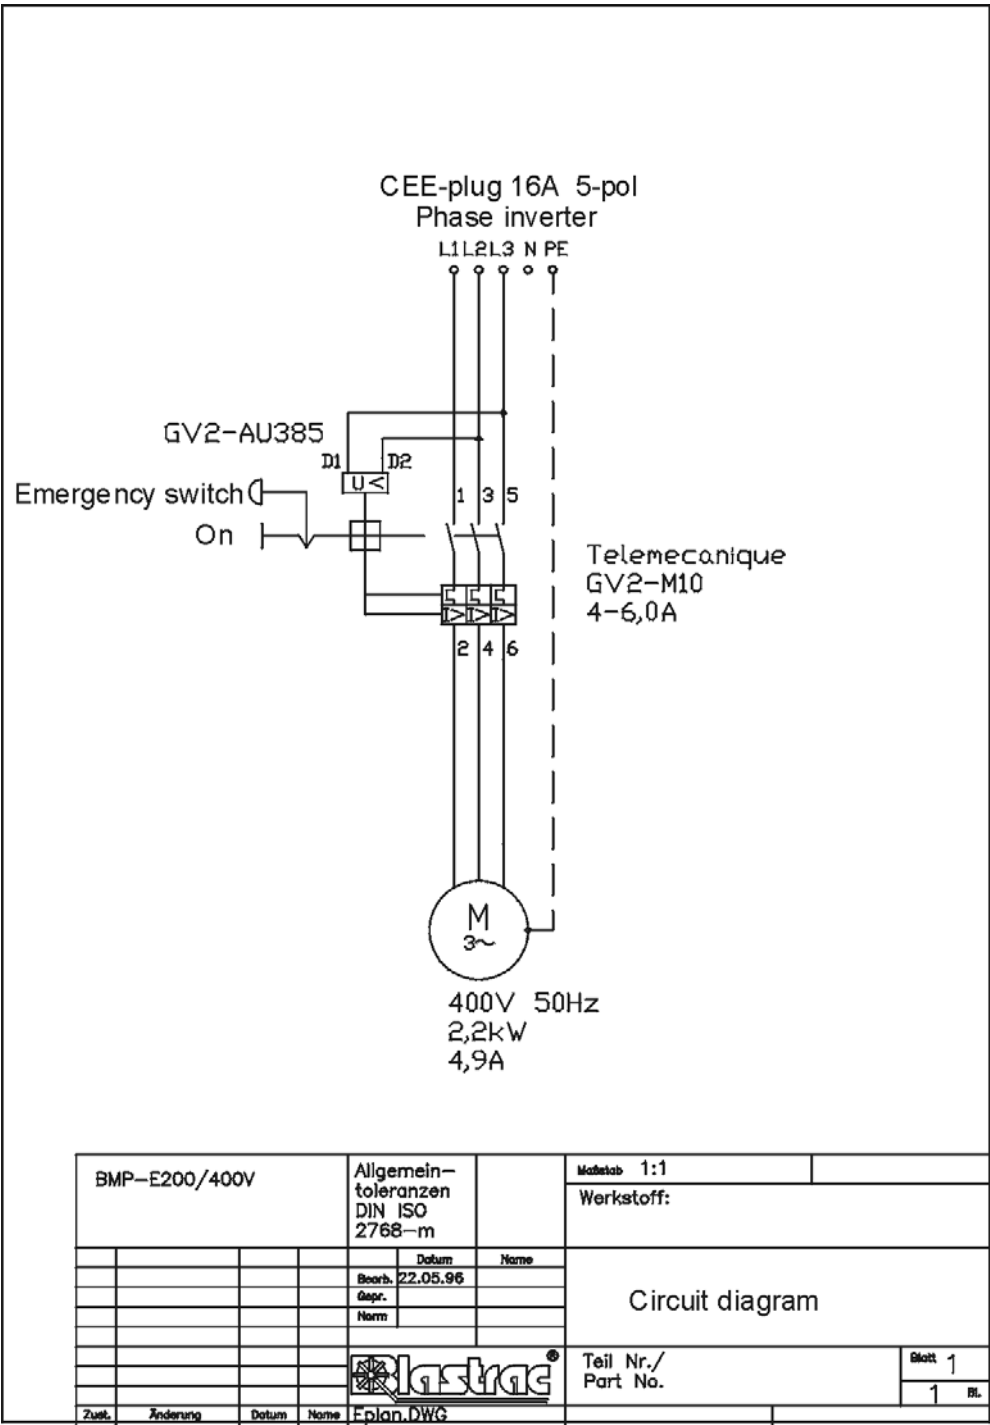 CEE-plug 16A 5-pol
Phase inverter
L1 L2 L3 N PE
GV2-AU385
D1 D2
U<
Emergency switch
1 3 5
On
Telemecanique
GV2-M10
4-6,0A
I> I> I>
2 4 6
M
3~
400V 50Hz
2,2kW
4,9A
BMP-E200/400V
Allgemein-
toleranzen
DIN ISO
2768-m
Maßstab 1:1
Werkstoff:
Datum Name
Bearb. 22.05.96
Gepr.
Norm
Circuit diagram
Blastrac®
Teil Nr./
Part No.
Blatt 1
1 Bl.
Zust. Änderung Datum Name Eplan.DWG